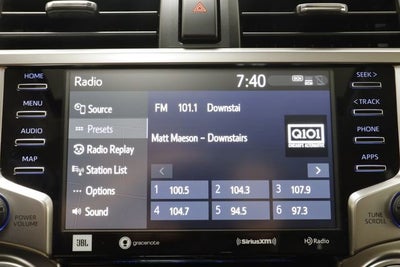 HOME
Radio
7:40
SEEK >
MENU
Source
FM 101.1 Downstai
< TRACK
Presets
AUDIO
Radio Replay
Matt Maeson ~ Downstairs
Q101
PHONE
MAP
Station List
<
>
APPS
Options
1 100.5
2 104.3
3 107.9
Sound
4 104.7
5 94.5
6 97.3
POWER
VOLUME
TUNE
SCROLL
JBL
gracenote
SiriusXM
HD Radio